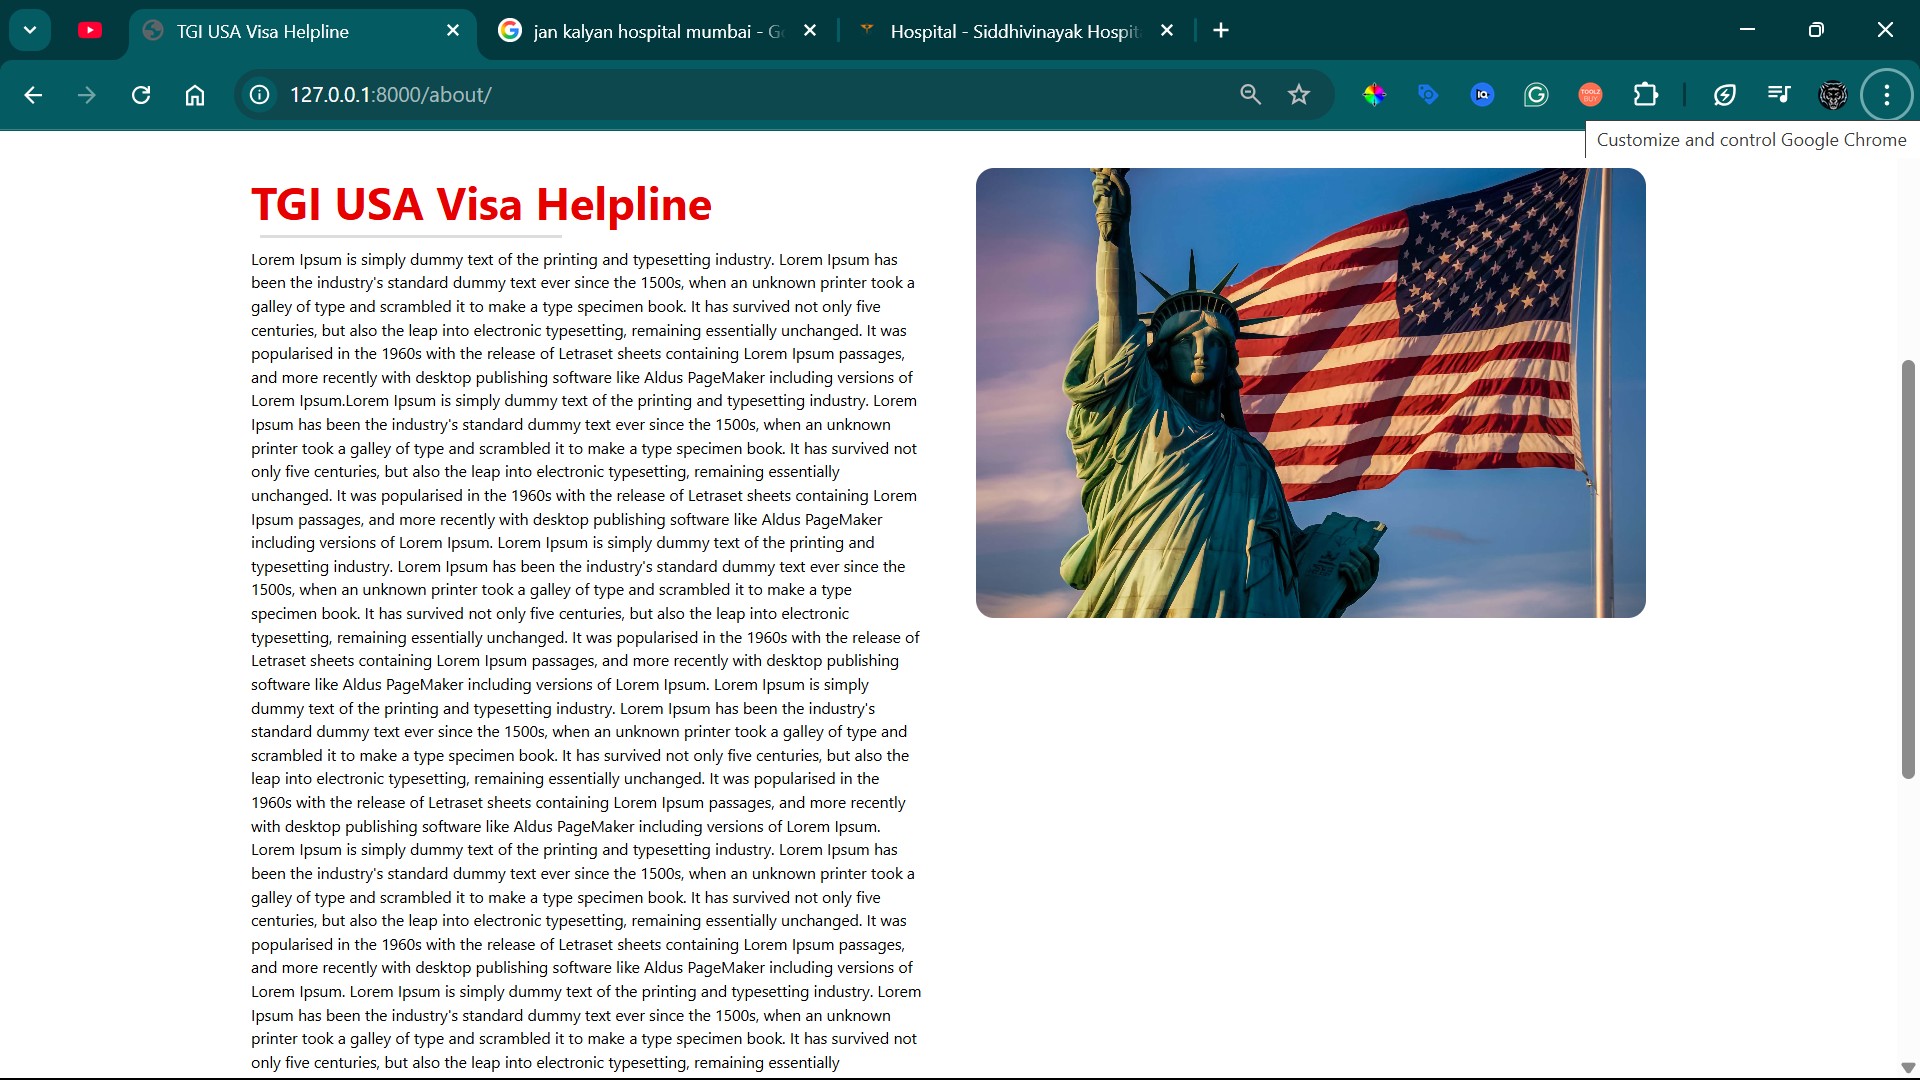 TGI USA Visa Helpline
jan kalyan hospital mumbai - G
Hospital - Siddhivinayak Hospit
127.0.0.1:8000/about/
IQ
TOOLZ
BUY
Customize and control Google Chrome
TGI USA Visa Helpline
Lorem Ipsum is simply dummy text of the printing and typesetting industry. Lorem Ipsum has
been the industry's standard dummy text ever since the 1500s, when an unknown printer took a
galley of type and scrambled it to make a type specimen book. It has survived not only five
centuries, but also the leap into electronic typesetting, remaining essentially unchanged. It was
popularised in the 1960s with the release of Letraset sheets containing Lorem Ipsum passages,
and more recently with desktop publishing software like Aldus PageMaker including versions of
Lorem Ipsum.Lorem Ipsum is simply dummy text of the printing and typesetting industry. Lorem
Ipsum has been the industry's standard dummy text ever since the 1500s, when an unknown
printer took a galley of type and scrambled it to make a type specimen book. It has survived not
only five centuries, but also the leap into electronic typesetting, remaining essentially
unchanged. It was popularised in the 1960s with the release of Letraset sheets containing Lorem
Ipsum passages, and more recently with desktop publishing software like Aldus PageMaker
including versions of Lorem Ipsum. Lorem Ipsum is simply dummy text of the printing and
typesetting industry. Lorem Ipsum has been the industry's standard dummy text ever since the
1500s, when an unknown printer took a galley of type and scrambled it to make a type
specimen book. It has survived not only five centuries, but also the leap into electronic
typesetting, remaining essentially unchanged. It was popularised in the 1960s with the release of
Letraset sheets containing Lorem Ipsum passages, and more recently with desktop publishing
software like Aldus PageMaker including versions of Lorem Ipsum. Lorem Ipsum is simply
dummy text of the printing and typesetting industry. Lorem Ipsum has been the industry's
standard dummy text ever since the 1500s, when an unknown printer took a galley of type and
scrambled it to make a type specimen book. It has survived not only five centuries, but also the
leap into electronic typesetting, remaining essentially unchanged. It was popularised in the
1960s with the release of Letraset sheets containing Lorem Ipsum passages, and more recently
with desktop publishing software like Aldus PageMaker including versions of Lorem Ipsum.
Lorem Ipsum is simply dummy text of the printing and typesetting industry. Lorem Ipsum has
been the industry's standard dummy text ever since the 1500s, when an unknown printer took a
galley of type and scrambled it to make a type specimen book. It has survived not only five
centuries, but also the leap into electronic typesetting, remaining essentially unchanged. It was
popularised in the 1960s with the release of Letraset sheets containing Lorem Ipsum passages,
and more recently with desktop publishing software like Aldus PageMaker including versions of
Lorem Ipsum. Lorem Ipsum is simply dummy text of the printing and typesetting industry. Lorem
Ipsum has been the industry's standard dummy text ever since the 1500s, when an unknown
printer took a galley of type and scrambled it to make a type specimen book. It has survived not
only five centuries, but also the leap into electronic typesetting, remaining essentially